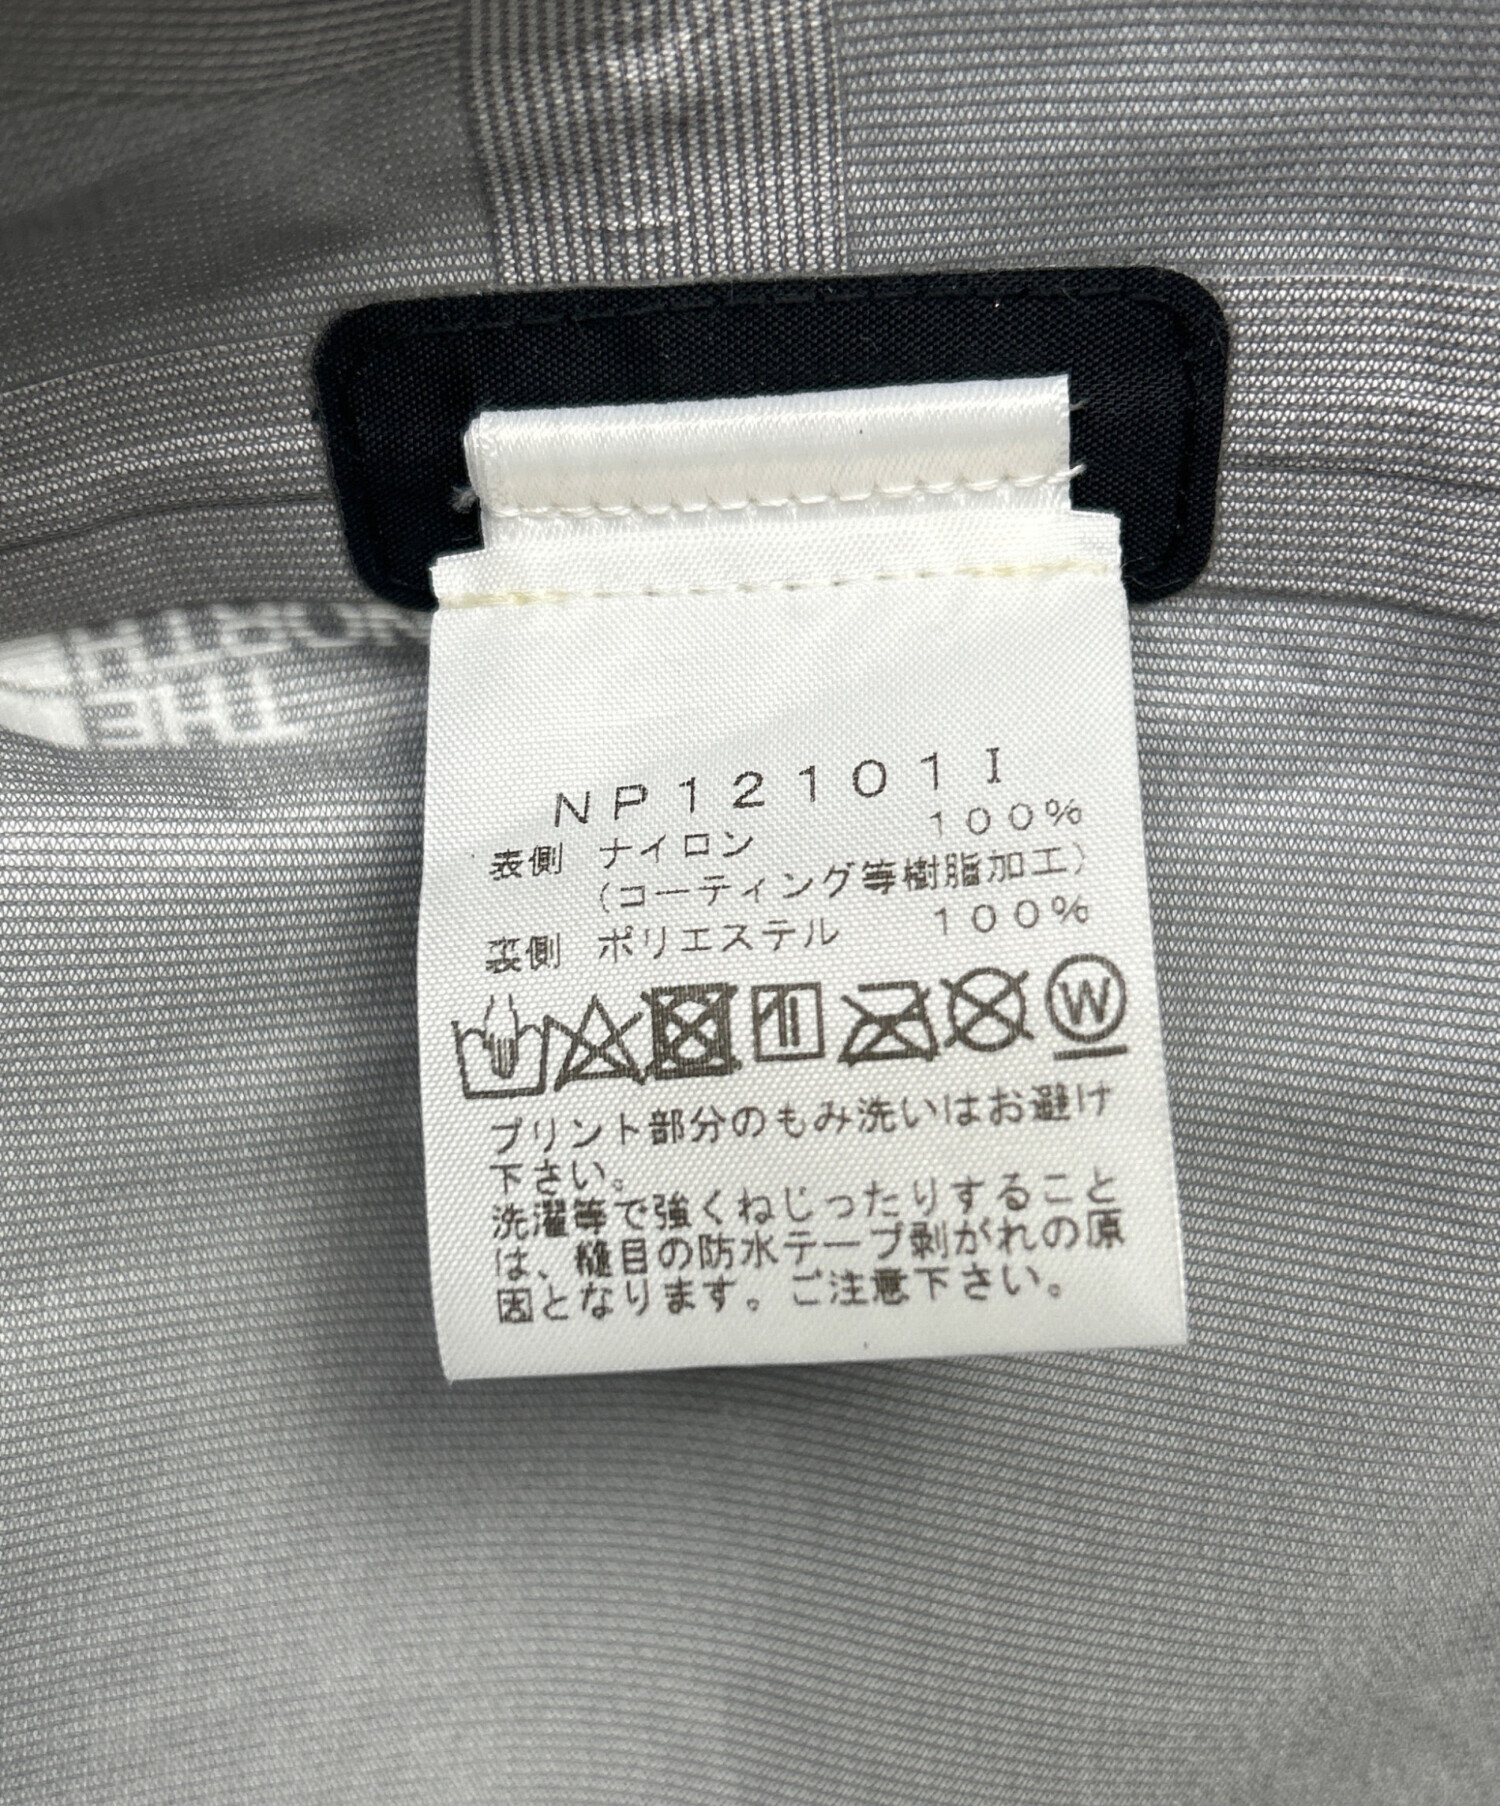 THE
NORTH
NP12101I
表側 ナイロン 100%
(コーティング等樹脂加工)
裏側 ポリエステル 100%
W
プリント部分のもみ洗いはお避け
下さい。
洗濯等で強くねじったりすること
は、縫目の防水テープ剥がれの原
因となります。ご注意下さい。